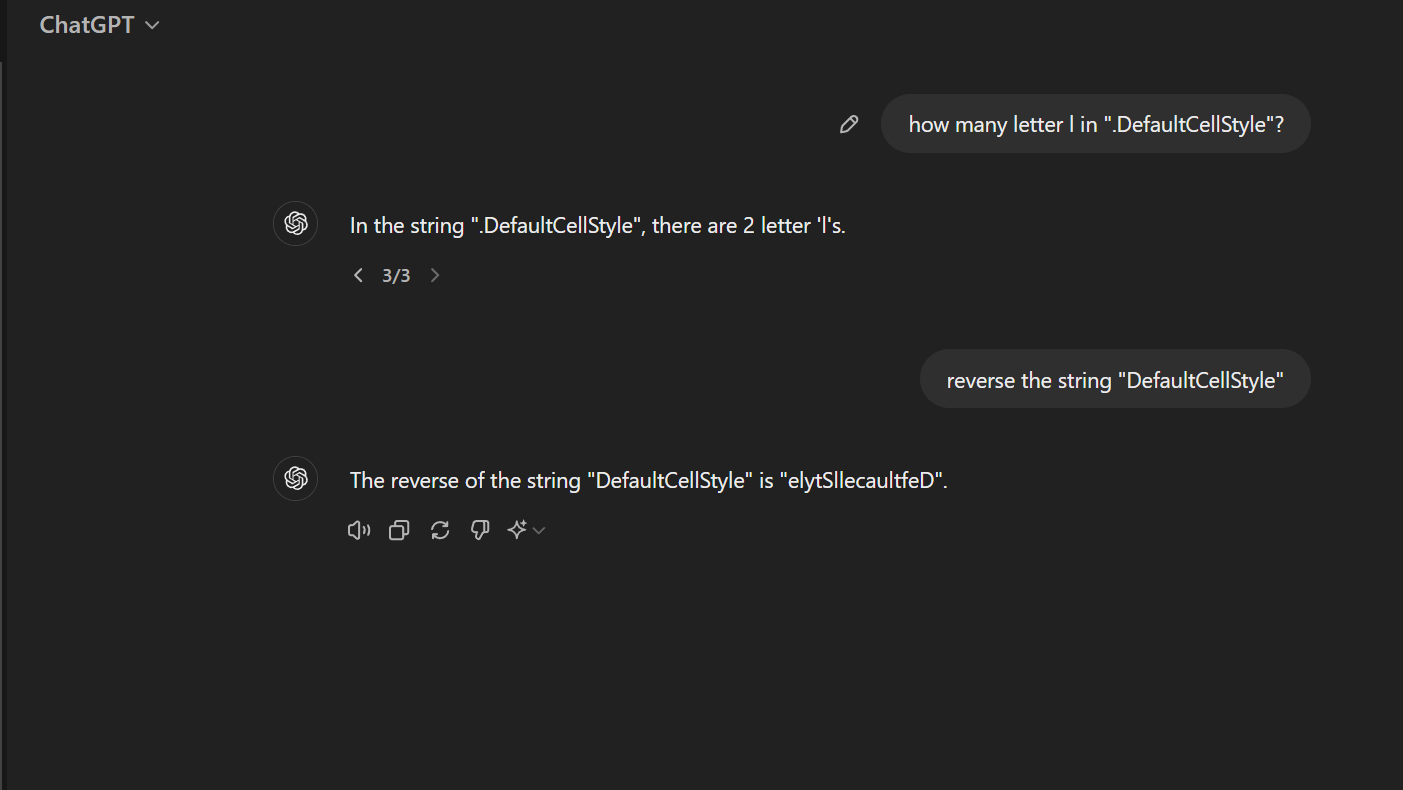 ChatGPT
how many letter l in ".DefaultCellStyle"?
In the string ".DefaultCellStyle", there are 2 letter 'l's.
3/3
reverse the string "DefaultCellStyle"
The reverse of the string "DefaultCellStyle" is "elytSllecaultfeD".